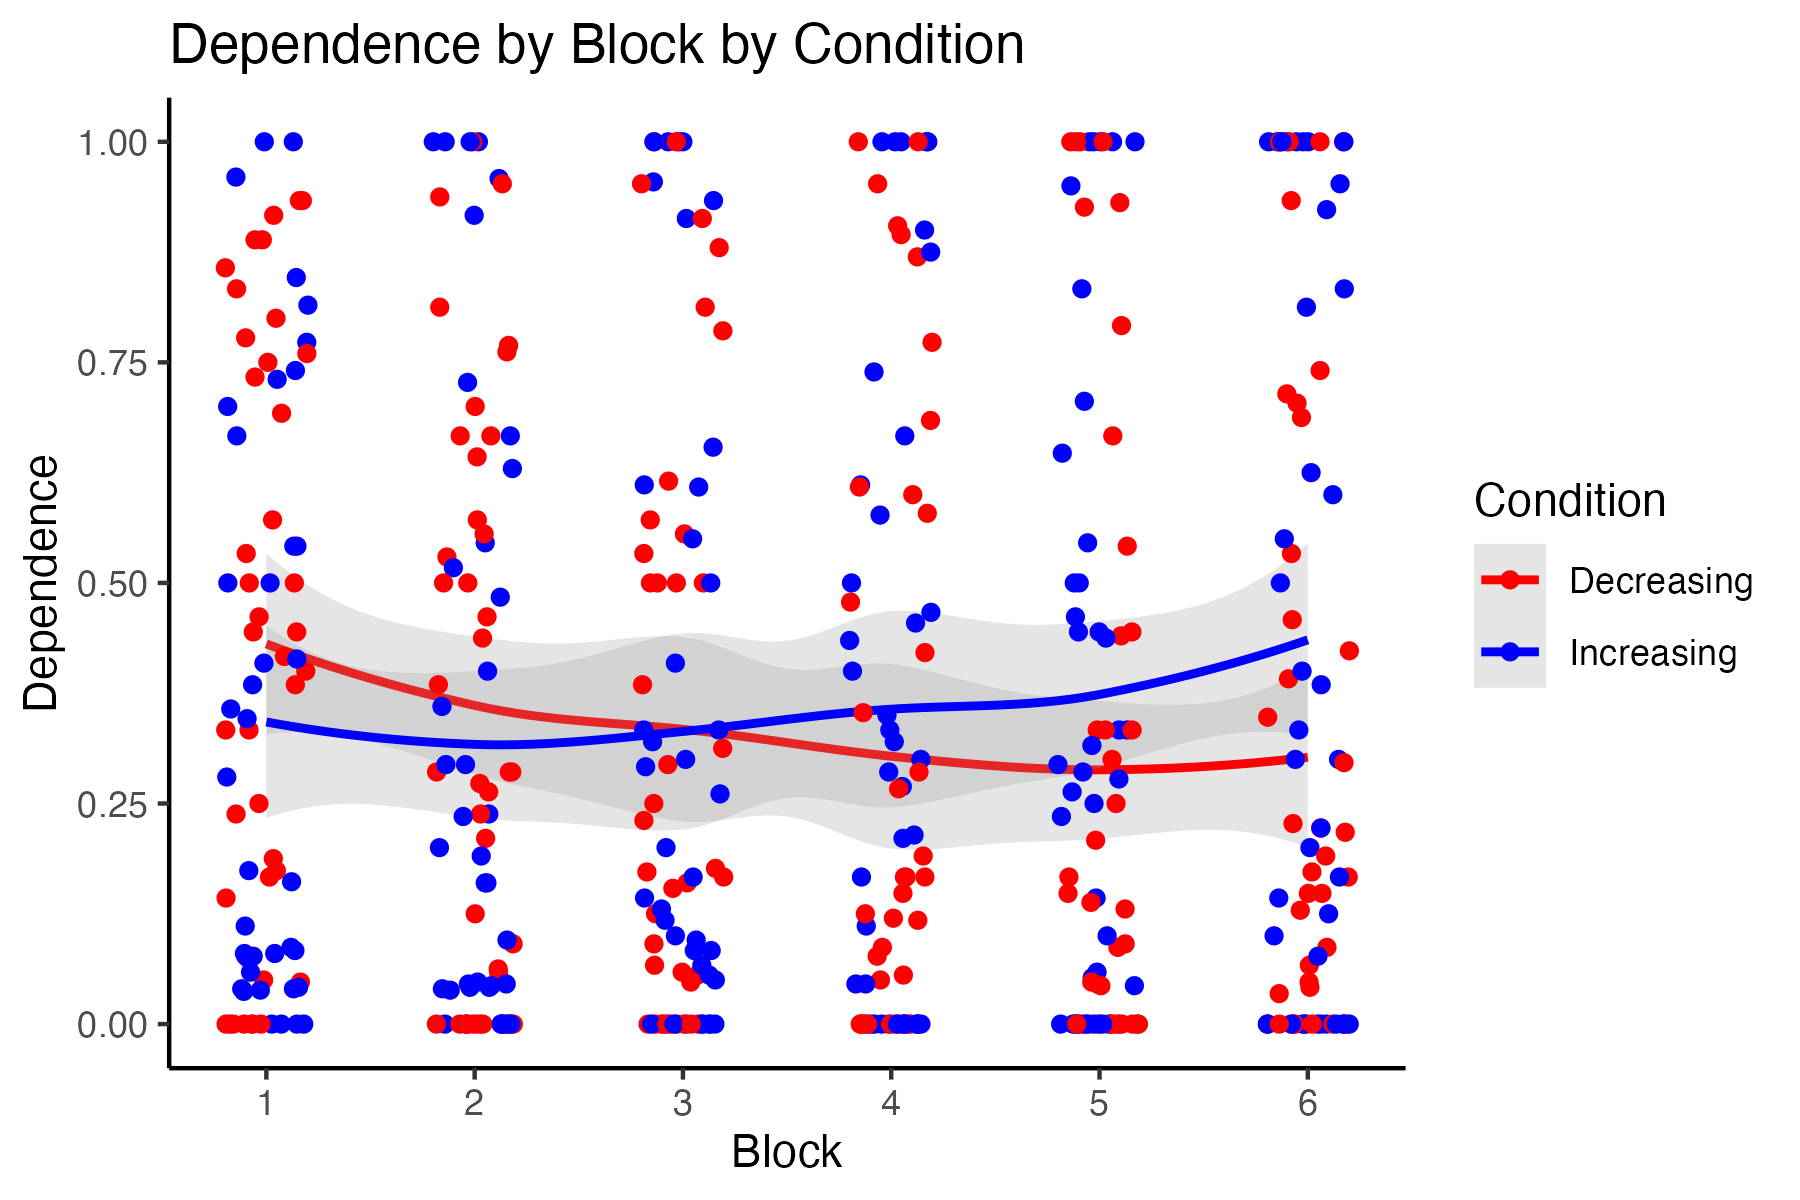 Dependence by Block by Condition
1.00
0.75
0.50
0.25
0.00
Dependence
1 2 3 4 5 6
Block
Condition
Decreasing
Increasing